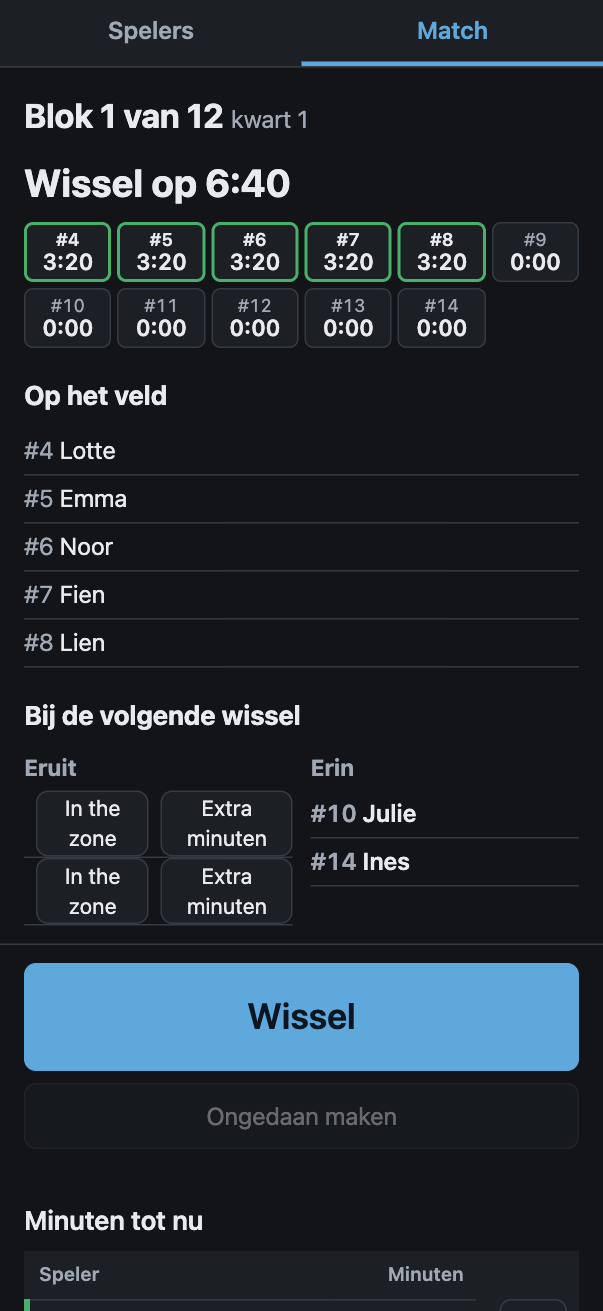 Spelers Match
Blok 1 van 12 kwart 1
Wissel op 6:40
#4 #5 #6 #7 #8 #9
3:20 3:20 3:20 3:20 3:20 0:00
#10 #11 #12 #13 #14
0:00 0:00 0:00 0:00 0:00
Op het veld
#4 Lotte
#5 Emma
#6 Noor
#7 Fien
#8 Lien
Bij de volgende wissel
Eruit
In the
zone
Extra
minuten
In the
zone
Extra
minuten
Erin
#10 Julie
#14 Ines
Wissel
Ongedaan maken
Minuten tot nu
Speler Minuten